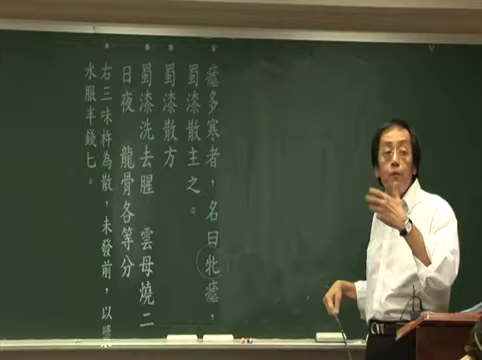 瘧多寒者，名曰牝瘧，
蜀漆散主之。
蜀漆散方
蜀漆洗去腥　雲母燒二
日夜　龍骨各等分
右三味杵為散，未發前，以漿
水服半錢匕。